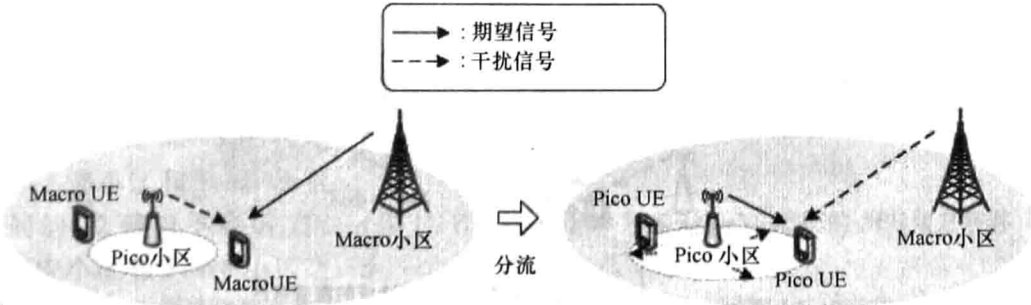 ：期望信号
：干扰信号
Macro UE
Pico小区
MacroUE
Macro小区
分流
Pico UE
Pico 小区
Pico UE
Macro小区